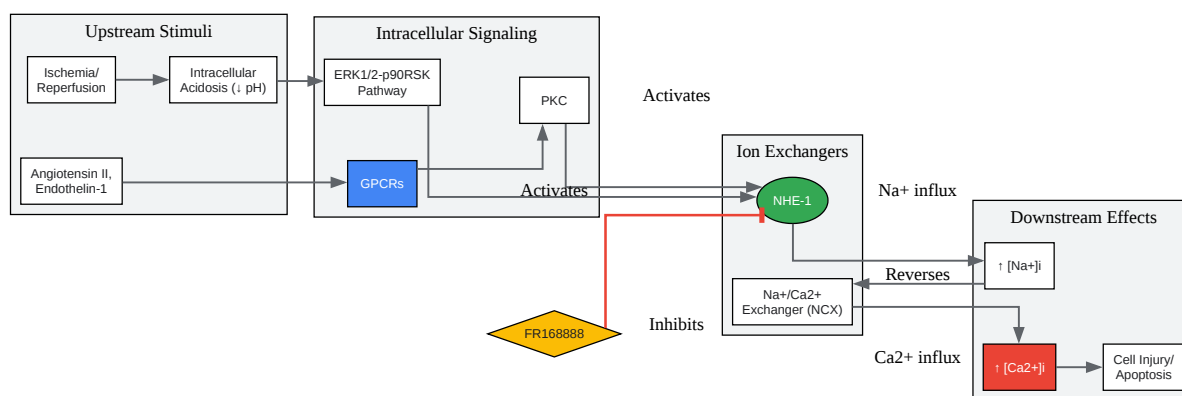 Upstream Stimuli
Ischemia/
Reperfusion
Intracellular
Acidosis (↓ pH)
Angiotensin II,
Endothelin-1
Intracellular Signaling
ERK1/2-p90RSK
Pathway
PKC
GPCRs
Activates
Activates
Ion Exchangers
NHE-1
Na+/Ca2+
Exchanger (NCX)
Na+ influx
Reverses
Inhibits
FR168888
Ca2+ influx
Downstream Effects
↑ [Na+]i
↑ [Ca2+]i
Cell Injury/
Apoptosis